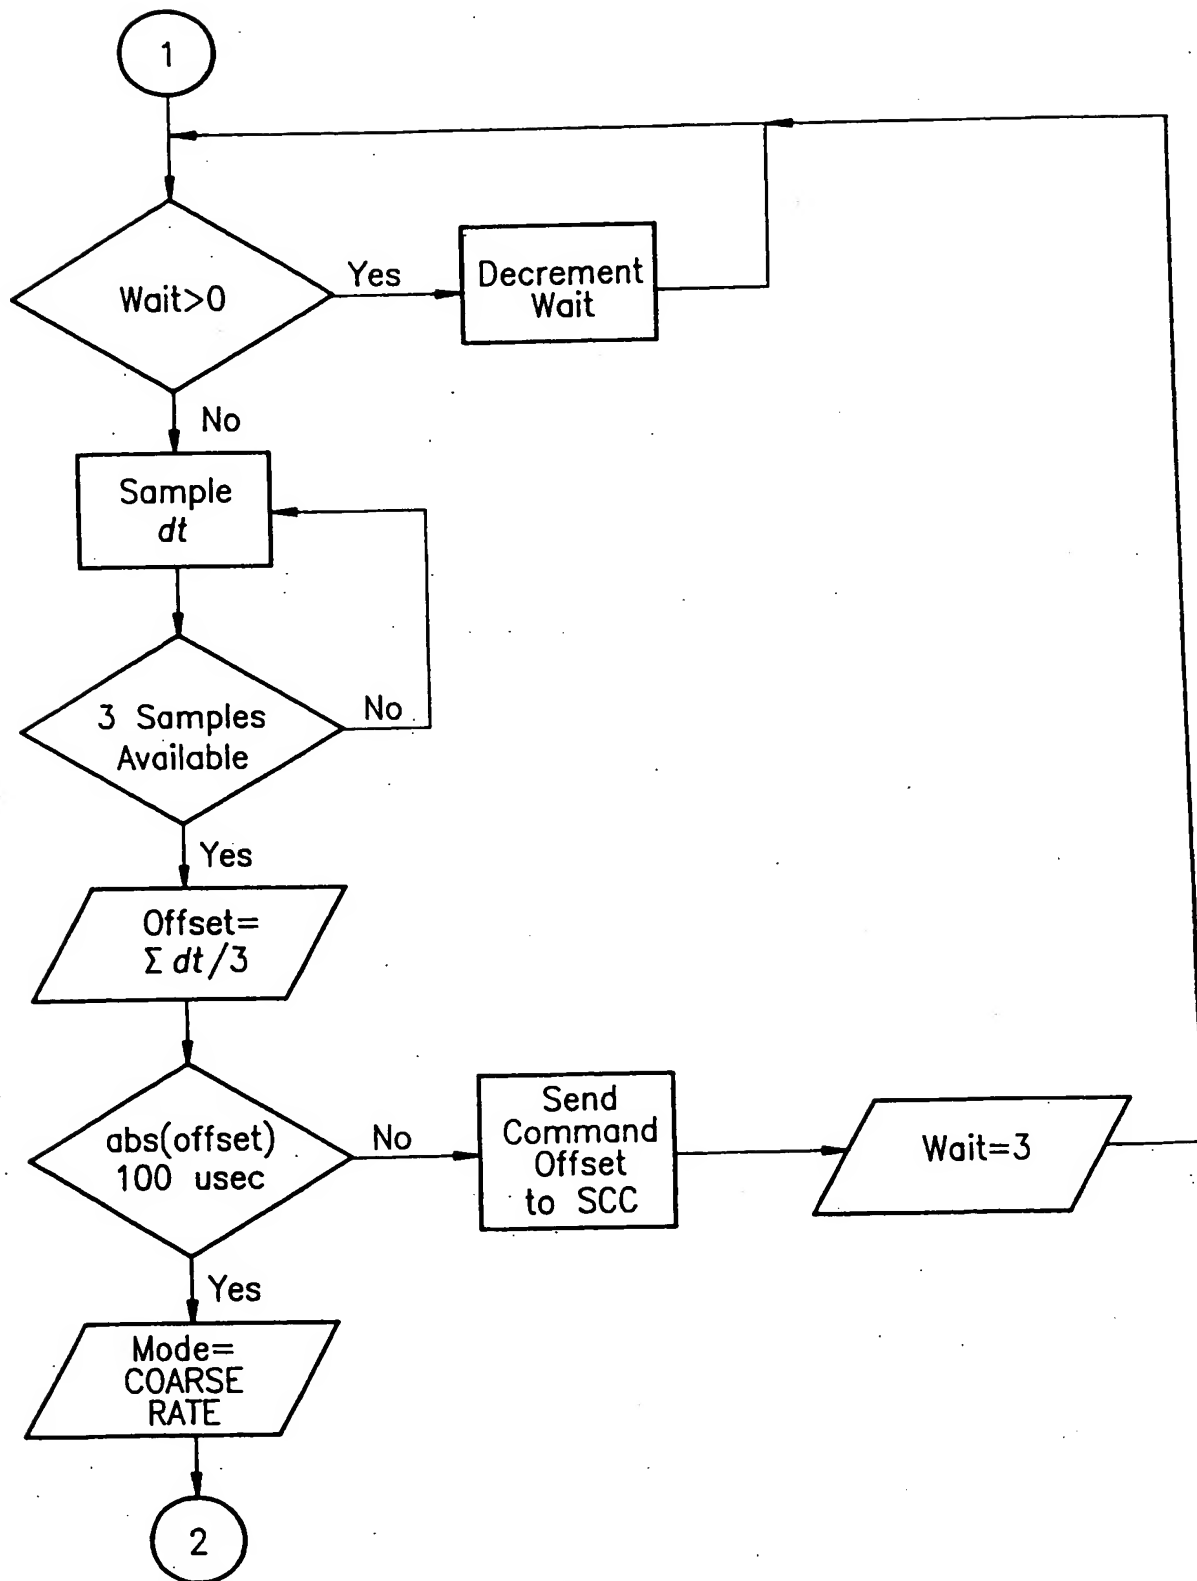 1
Wait>0
Yes
Decrement
Wait
No
Sample
dt
3 Samples
Available
No
Yes
Offset=
Σ dt/3
abs(offset)
100 usec
No
Send
Command
Offset
to SCC
Wait=3
Yes
Mode=
COARSE
RATE
2